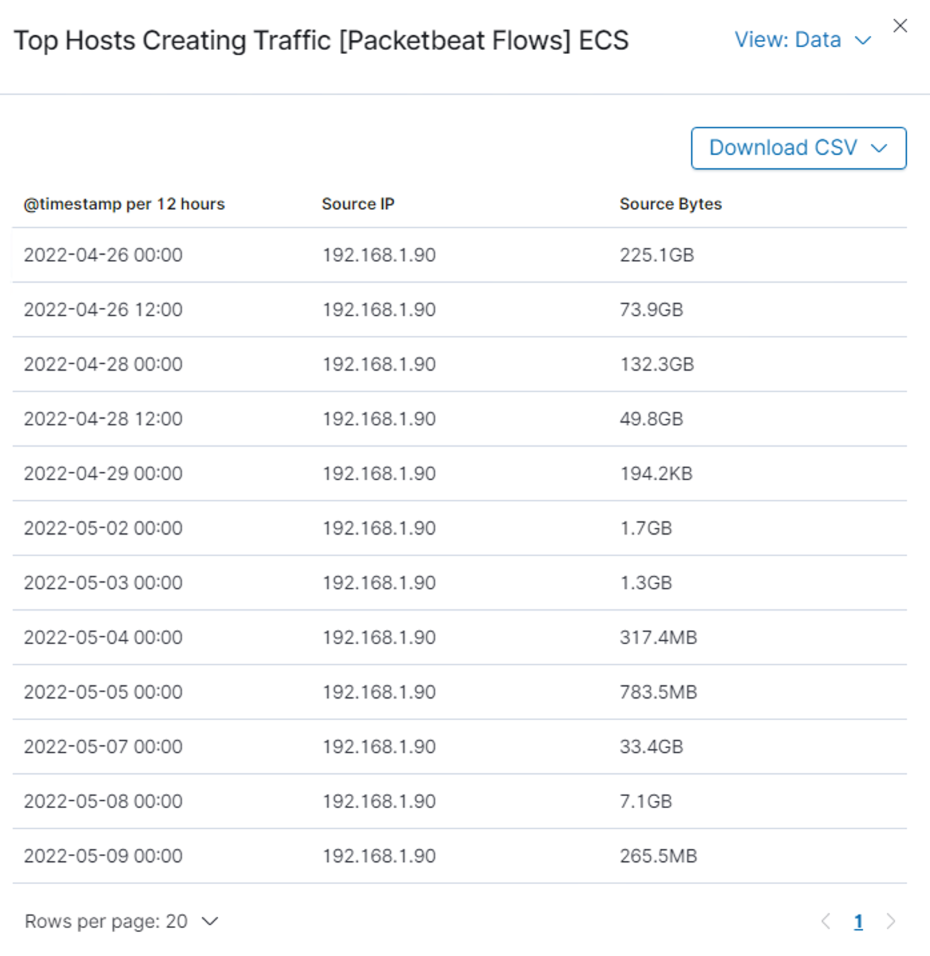 Top Hosts Creating Traffic [Packetbeat Flows] ECS View: Data
Download CSV
@timestamp per 12 hours Source IP Source Bytes
2022-04-26 00:00 192.168.1.90 225.1GB
2022-04-26 12:00 192.168.1.90 73.9GB
2022-04-28 00:00 192.168.1.90 132.3GB
2022-04-28 12:00 192.168.1.90 49.8GB
2022-04-29 00:00 192.168.1.90 194.2KB
2022-05-02 00:00 192.168.1.90 1.7GB
2022-05-03 00:00 192.168.1.90 1.3GB
2022-05-04 00:00 192.168.1.90 317.4MB
2022-05-05 00:00 192.168.1.90 783.5MB
2022-05-07 00:00 192.168.1.90 33.4GB
2022-05-08 00:00 192.168.1.90 7.1GB
2022-05-09 00:00 192.168.1.90 265.5MB
Rows per page: 20 1